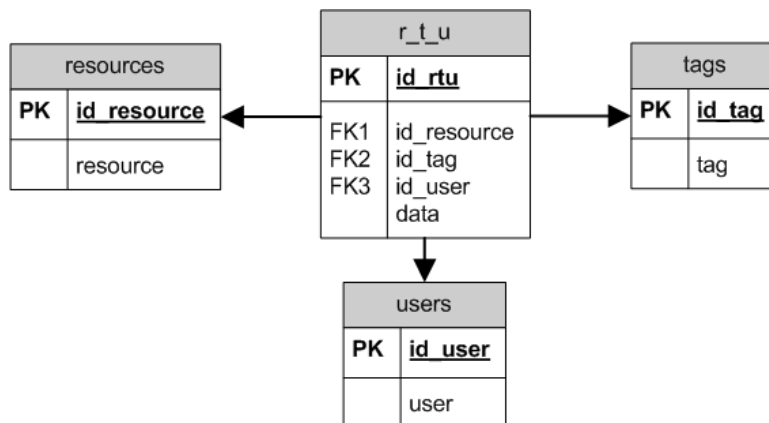 resources
PK id_resource
resource
r_t_u
PK id_rtu
FK1 id_resource
FK2 id_tag
FK3 id_user
data
tags
PK id_tag
tag
users
PK id_user
user